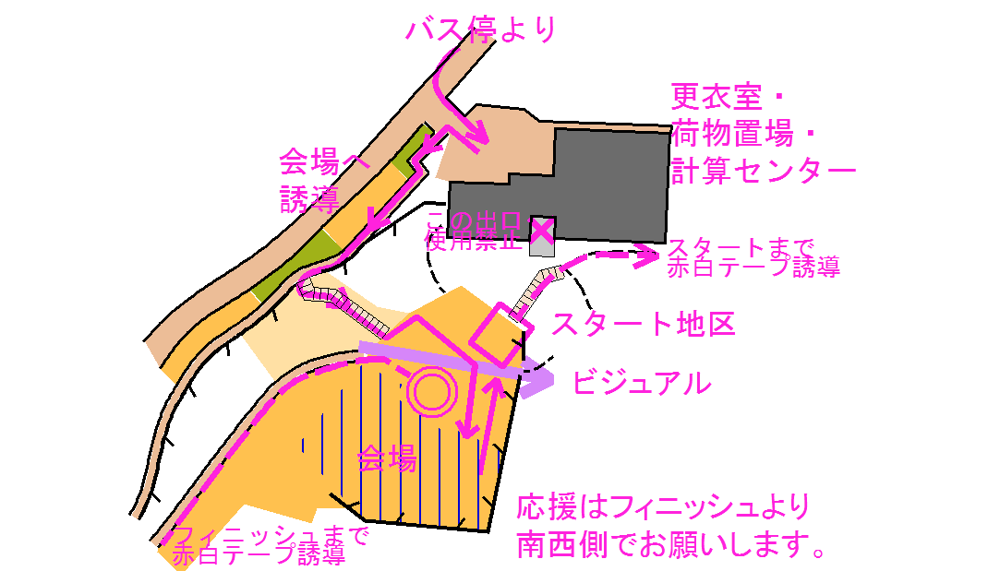 バス停より
更衣室・
荷物置場・
計算センター
会場へ
誘導
この出口
使用禁止
スタートまで
赤白テープ誘導
スタート地区
ビジュアル
会場
応援はフィニッシュより
南西側でお願いします。
フィニッシュまで
赤白テープ誘導